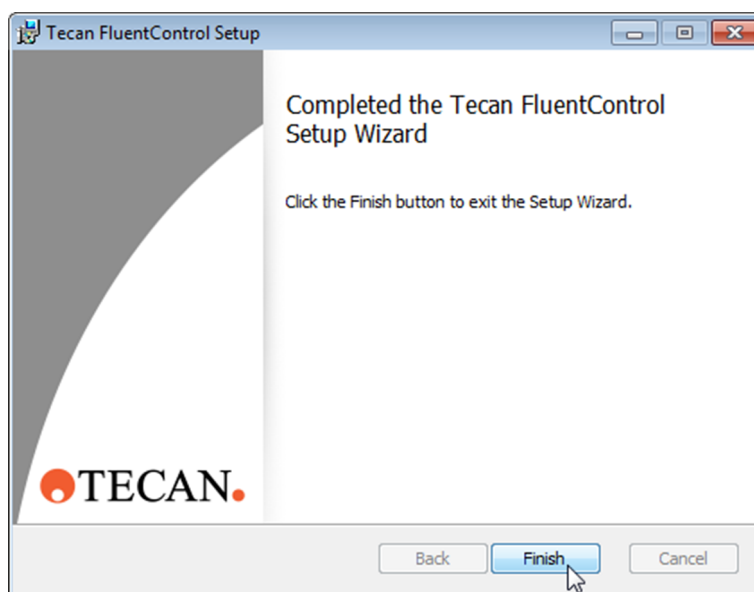 Tecan FluentControl Setup
Completed the Tecan FluentControl
Setup Wizard
Click the Finish button to exit the Setup Wizard.
TECAN.
Back
Finish
Cancel